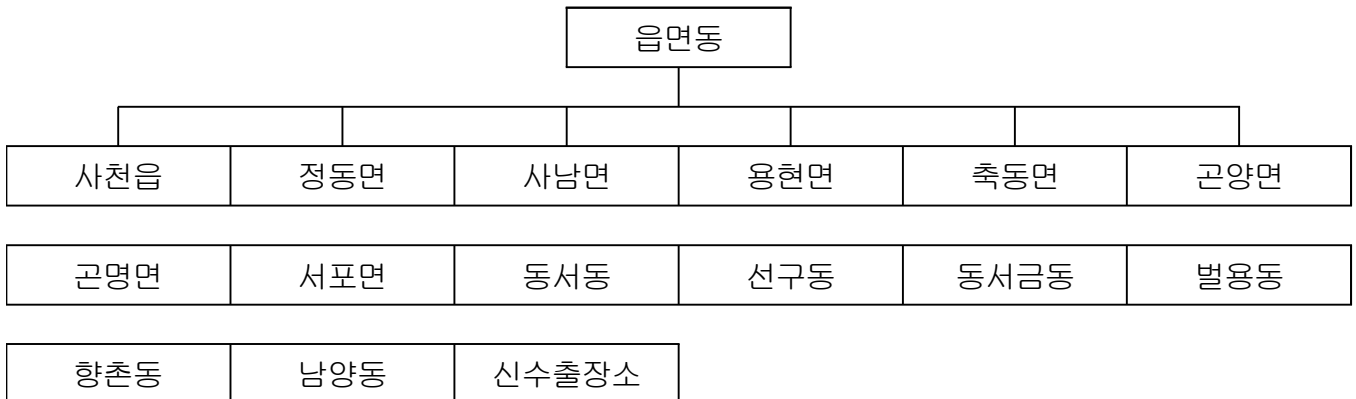 읍면동
사천읍 정동면 사남면 용현면 축동면 곤양면
곤명면 서포면 동서동 선구동 동서금동 벌용동
향촌동 남양동 신수출장소